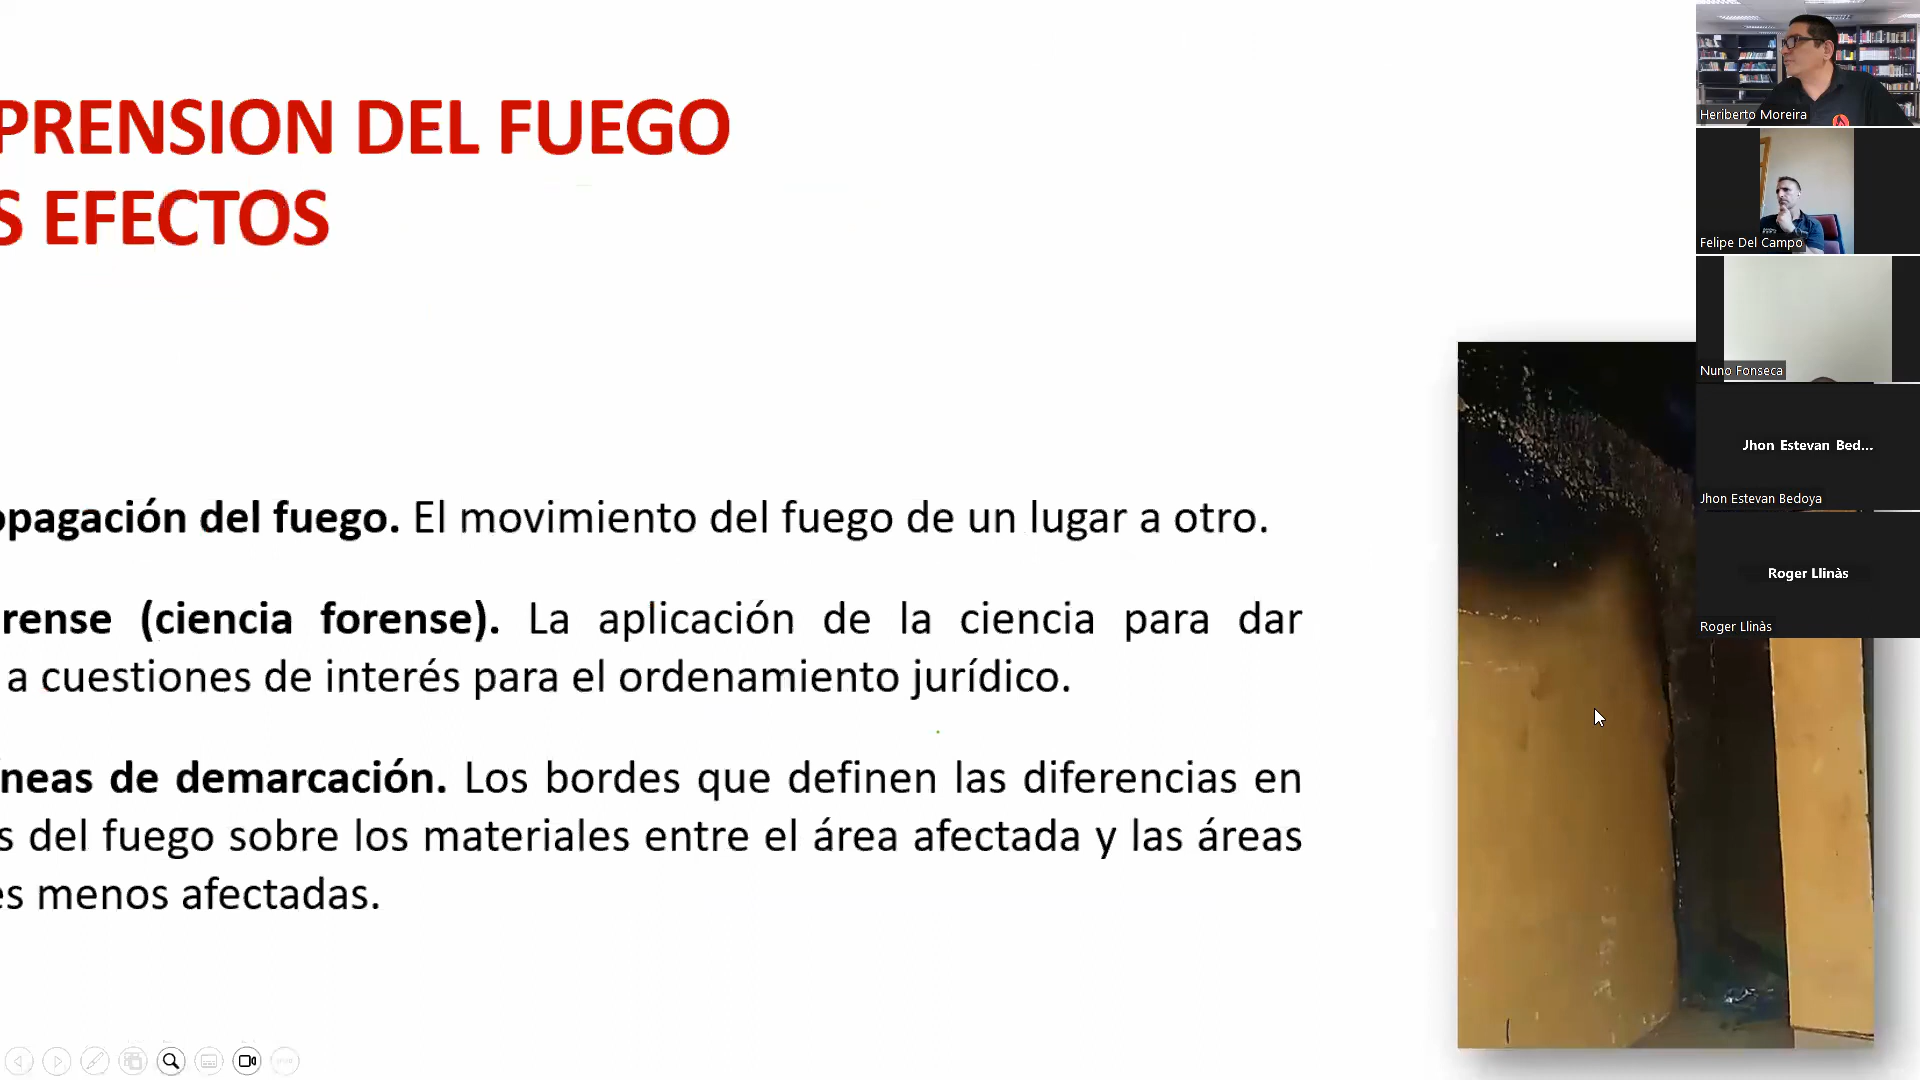 PRENSION DEL FUEGO
S EFECTOS
opagación del fuego. El movimiento del fuego de un lugar a otro.
rense (ciencia forense). La aplicación de la ciencia para dar
a cuestiones de interés para el ordenamiento jurídico.
íneas de demarcación. Los bordes que definen las diferencias en
s del fuego sobre los materiales entre el área afectada y las áreas
es menos afectadas.
Heriberto Moreira
Felipe Del Campo
Nuno Fonseca
Jhon Estevan Bed...
Jhon Estevan Bedoya
Roger Llinàs
Roger Llinàs